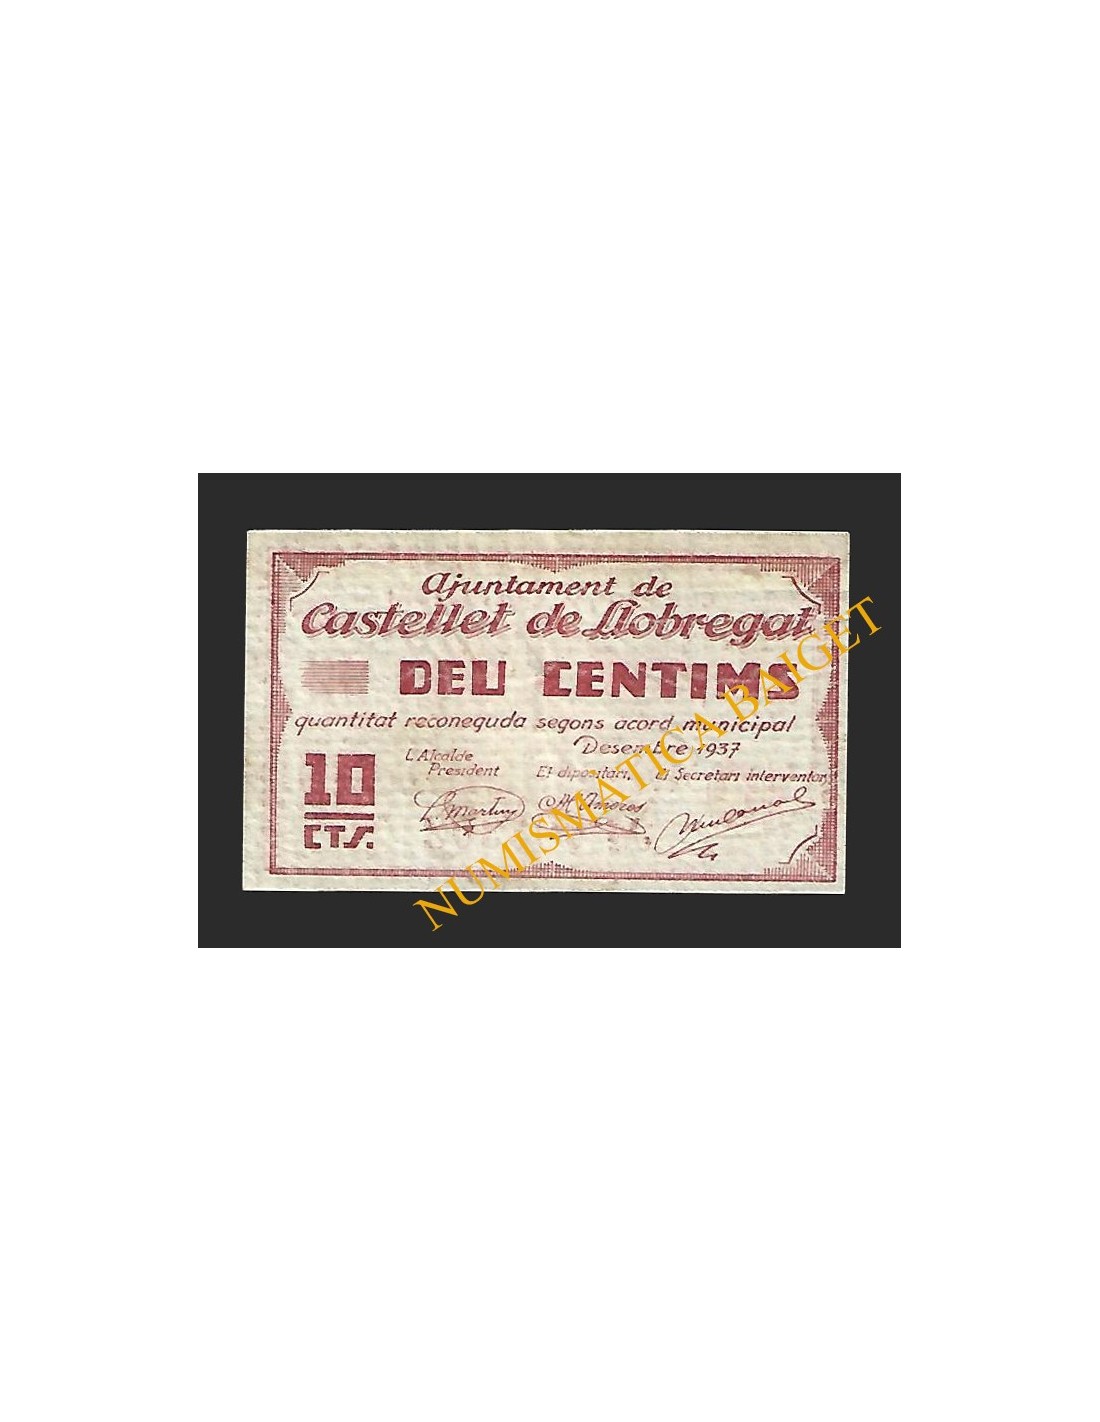 Ajuntament de
Castellet de Llobregat
DEU CENTIMS
quantitat reconeguda segons acord municipal
Desembre 1937
L'Alcalde
President
El dipositari,
El Secretari interventor,
10
CTS.
NUMISMATICA BAIGET